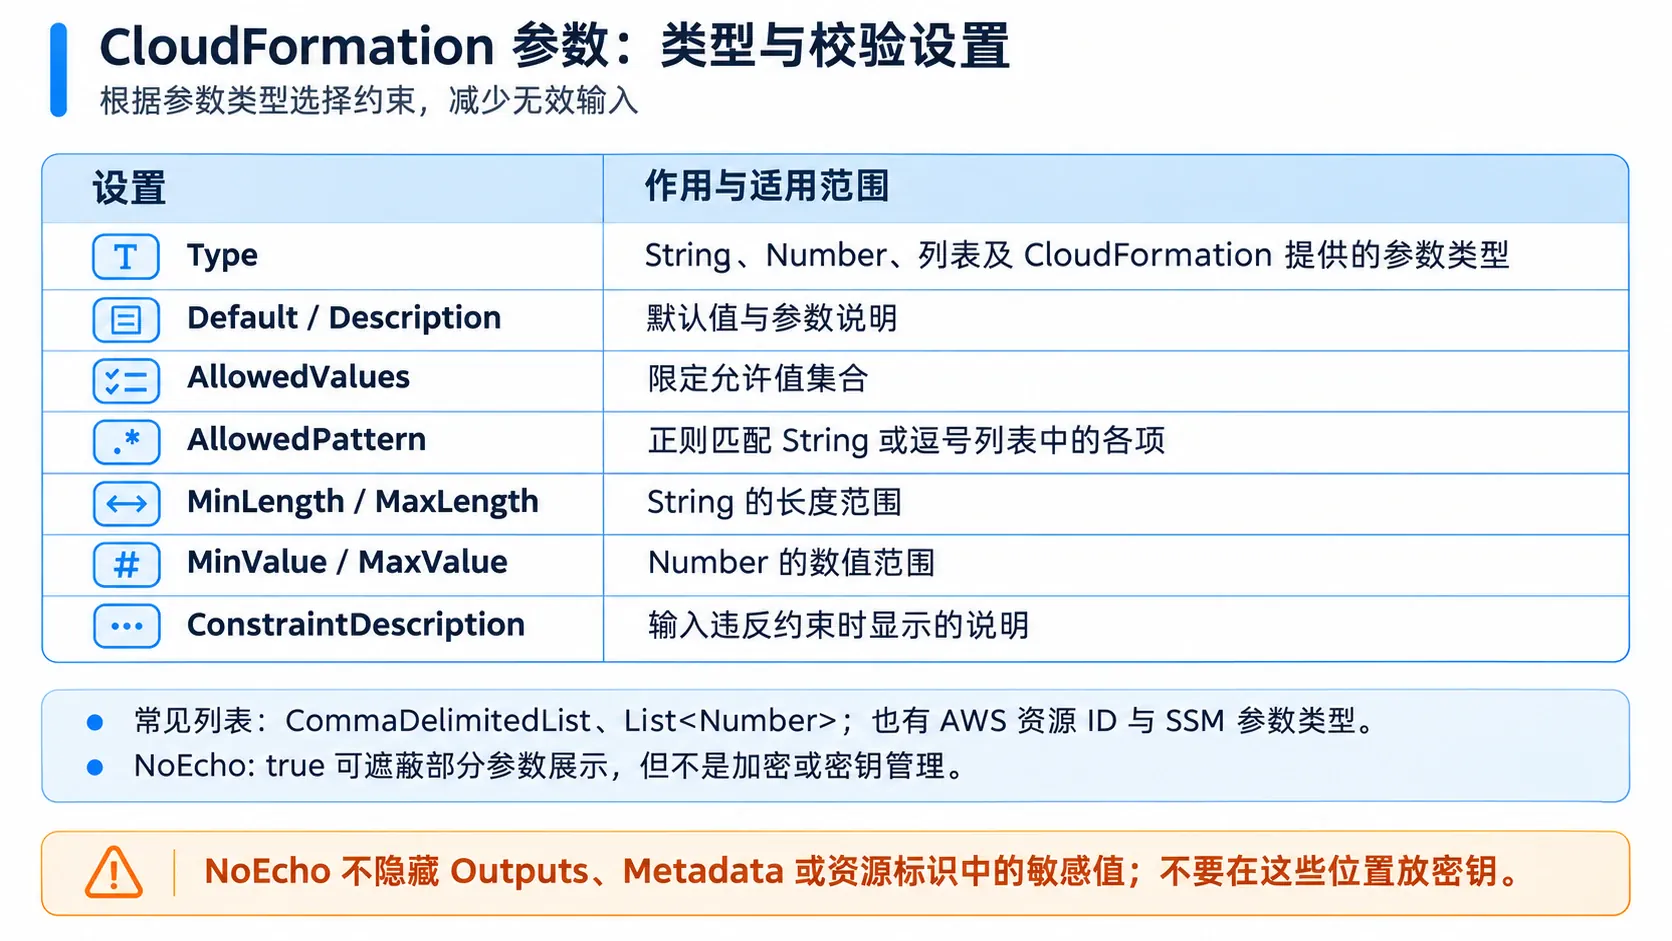 CloudFormation 参数：类型与校验设置
根据参数类型选择约束，减少无效输入
设置
作用与适用范围
T
Type
String、Number、列表及 CloudFormation 提供的参数类型
Default / Description
默认值与参数说明
AllowedValues
限定允许值集合
.*
AllowedPattern
正则匹配 String 或逗号列表中的各项
MinLength / MaxLength
String 的长度范围
#
MinValue / MaxValue
Number 的数值范围
ConstraintDescription
输入违反约束时显示的说明
常见列表：CommaDelimitedList、List<Number>；也有 AWS 资源 ID 与 SSM 参数类型。
NoEcho: true 可遮蔽部分参数展示，但不是加密或密钥管理。
NoEcho 不隐藏 Outputs、Metadata 或资源标识中的敏感值；不要在这些位置放密钥。